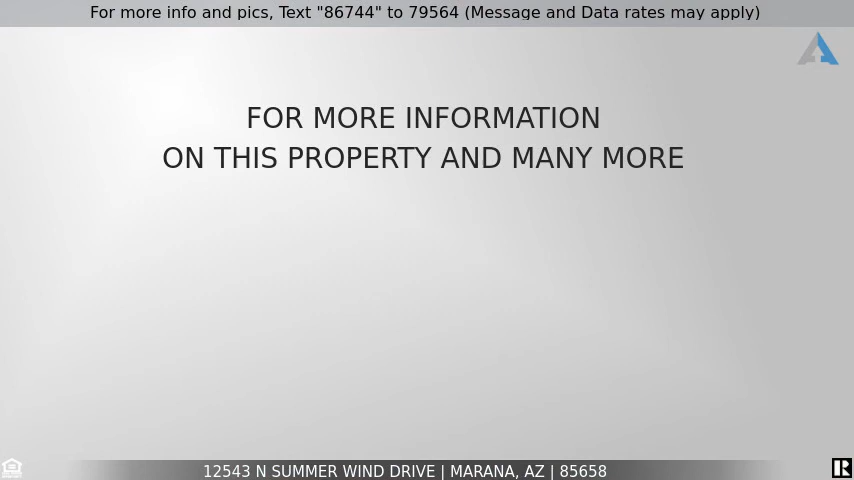 For more info and pics, Text "86744" to 79564 (Message and Data rates may apply)
FOR MORE INFORMATION
ON THIS PROPERTY AND MANY MORE
12543 N SUMMER WIND DRIVE | MARANA, AZ | 85658